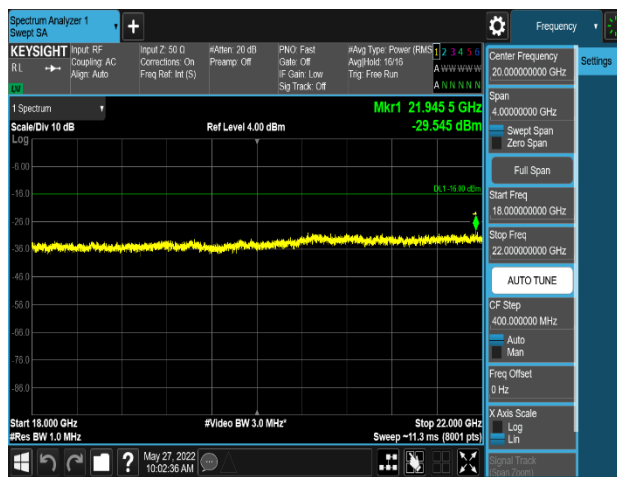 Spectrum Analyzer 1
Swept SA
Frequency
KEYSIGHT
RL
Input: RF
Coupling: AC
Align: Auto
Input Z: 50 Ω
Corrections: On
Freq Ref: Int (S)
#Atten: 20 dB
Preamp: Off
PNO: Fast
Gate: Off
IF Gain: Low
Sig Track: Off
#Avg Type: Power (RMS
Avg|Hold: 16/16
Trig: Free Run
1 2 3 4 5 6
A W W W W W
A N N N N N
Settings
1 Spectrum
Mkr1 21.945 5 GHz
-29.545 dBm
Scale/Div 10 dB
Ref Level 4.00 dBm
Log
-6.00
-16.0
DL1 -16.00 dBm
1
-26.0
-36.0
-46.0
-56.0
-66.0
-76.0
-86.0
Start 18.000 GHz
#Video BW 3.0 MHz*
Stop 22.000 GHz
#Res BW 1.0 MHz
Sweep ~11.3 ms (8001 pts)
Center Frequency
20.000000000 GHz
Span
4.00000000 GHz
Swept Span
Zero Span
Full Span
Start Freq
18.000000000 GHz
Stop Freq
22.000000000 GHz
AUTO TUNE
CF Step
400.000000 MHz
Auto
Man
Freq Offset
0 Hz
X Axis Scale
Log
Lin
Signal Track
(Span Zoom)
?
May 27, 2022
10:02:36 AM